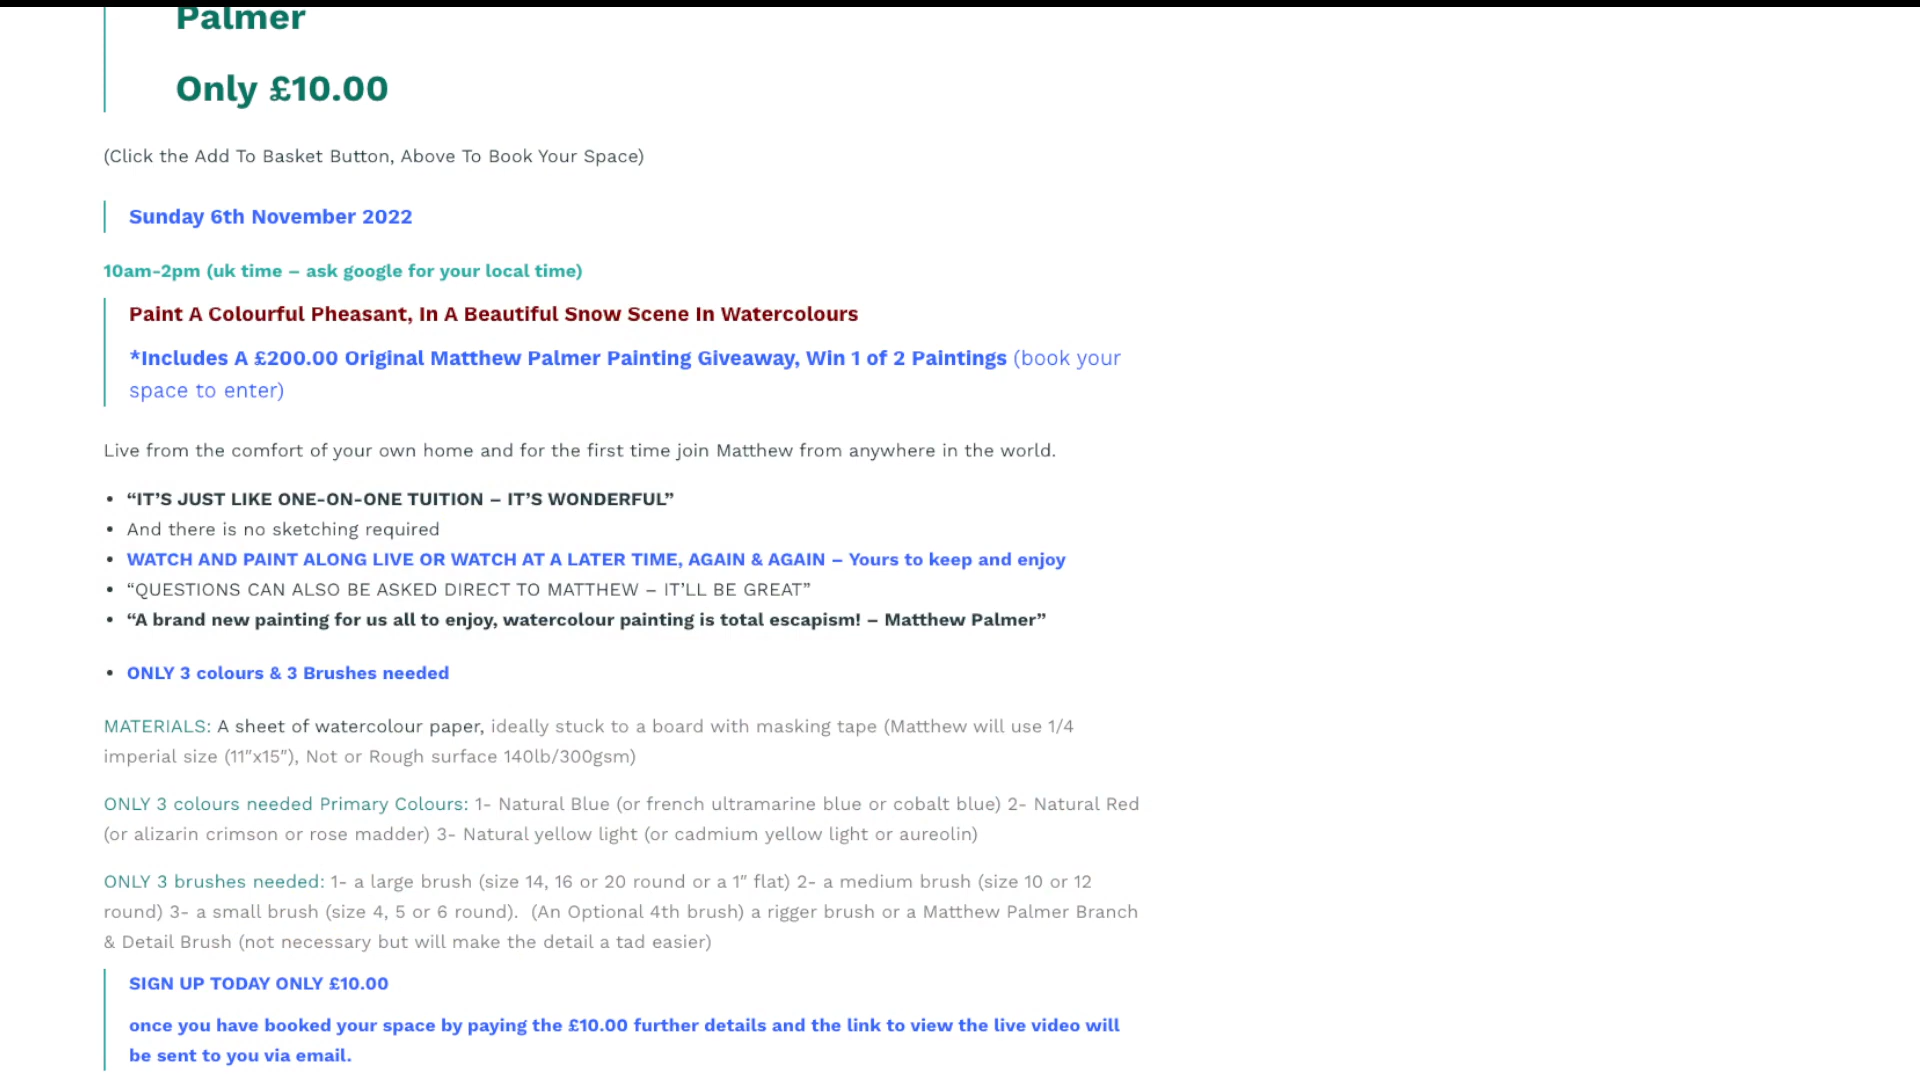 Palmer
Only £10.00
(Click the Add To Basket Button, Above To Book Your Space)
Sunday 6th November 2022
10am-2pm (uk time – ask google for your local time)
Paint A Colourful Pheasant, In A Beautiful Snow Scene In Watercolours
*Includes A £200.00 Original Matthew Palmer Painting Giveaway, Win 1 of 2 Paintings (book your
space to enter)
Live from the comfort of your own home and for the first time join Matthew from anywhere in the world.
• “IT’S JUST LIKE ONE-ON-ONE TUITION – IT’S WONDERFUL”
• And there is no sketching required
• WATCH AND PAINT ALONG LIVE OR WATCH AT A LATER TIME, AGAIN & AGAIN – Yours to keep and enjoy
• “QUESTIONS CAN ALSO BE ASKED DIRECT TO MATTHEW – IT’LL BE GREAT”
• “A brand new painting for us all to enjoy, watercolour painting is total escapism! – Matthew Palmer”
• ONLY 3 colours & 3 Brushes needed
MATERIALS: A sheet of watercolour paper, ideally stuck to a board with masking tape (Matthew will use 1/4
imperial size (11″x15″), Not or Rough surface 140lb/300gsm)
ONLY 3 colours needed Primary Colours: 1- Natural Blue (or french ultramarine blue or cobalt blue) 2- Natural Red
(or alizarin crimson or rose madder) 3- Natural yellow light (or cadmium yellow light or aureolin)
ONLY 3 brushes needed: 1- a large brush (size 14, 16 or 20 round or a 1″ flat) 2- a medium brush (size 10 or 12
round) 3- a small brush (size 4, 5 or 6 round).  (An Optional 4th brush) a rigger brush or a Matthew Palmer Branch
& Detail Brush (not necessary but will make the detail a tad easier)
SIGN UP TODAY ONLY £10.00
once you have booked your space by paying the £10.00 further details and the link to view the live video will
be sent to you via email.